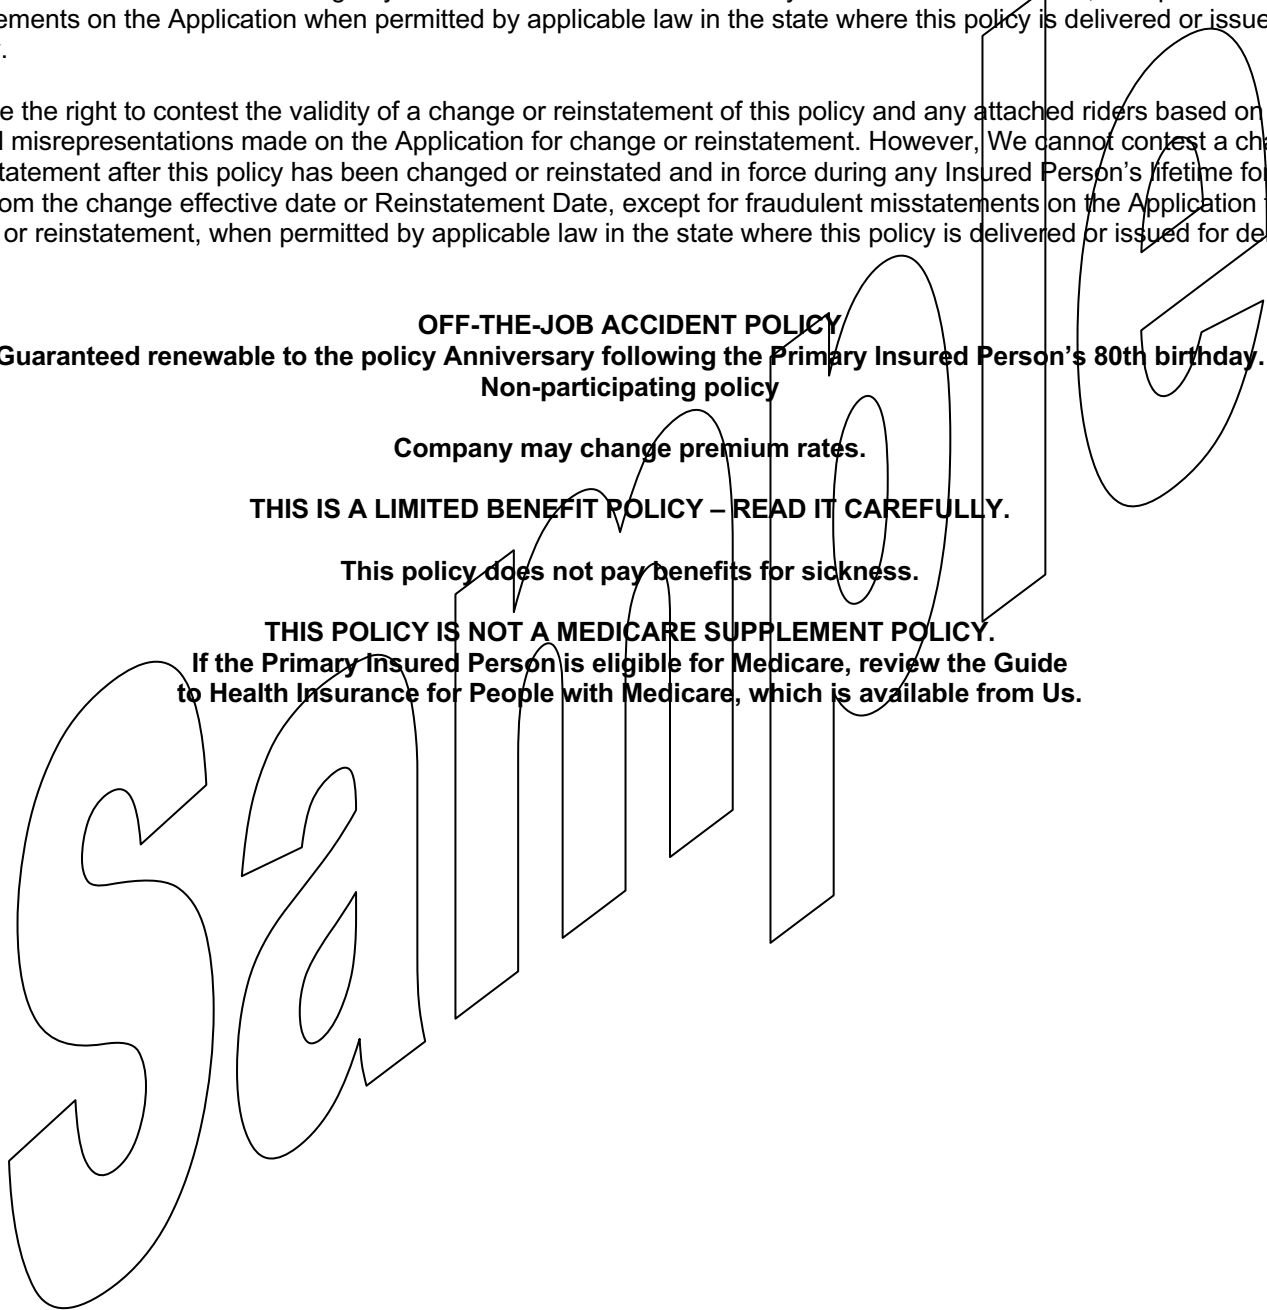 ements on the Application when permitted by applicable law in the state where this policy is delivered or issue
.
e the right to contest the validity of a change or reinstatement of this policy and any attached riders based on
misrepresentations made on the Application for change or reinstatement. However, We cannot contest a cha
tatement after this policy has been changed or reinstated and in force during any Insured Person’s lifetime for
om the change effective date or Reinstatement Date, except for fraudulent misstatements on the Application
or reinstatement, when permitted by applicable law in the state where this policy is delivered or issued for de
OFF-THE-JOB ACCIDENT POLICY
Guaranteed renewable to the policy Anniversary following the Primary Insured Person’s 80th birthday.
Non-participating policy
Company may change premium rates.
THIS IS A LIMITED BENEFIT POLICY – READ IT CAREFULLY.
This policy does not pay benefits for sickness.
THIS POLICY IS NOT A MEDICARE SUPPLEMENT POLICY.
If the Primary Insured Person is eligible for Medicare, review the Guide
to Health Insurance for People with Medicare, which is available from Us.
Sample